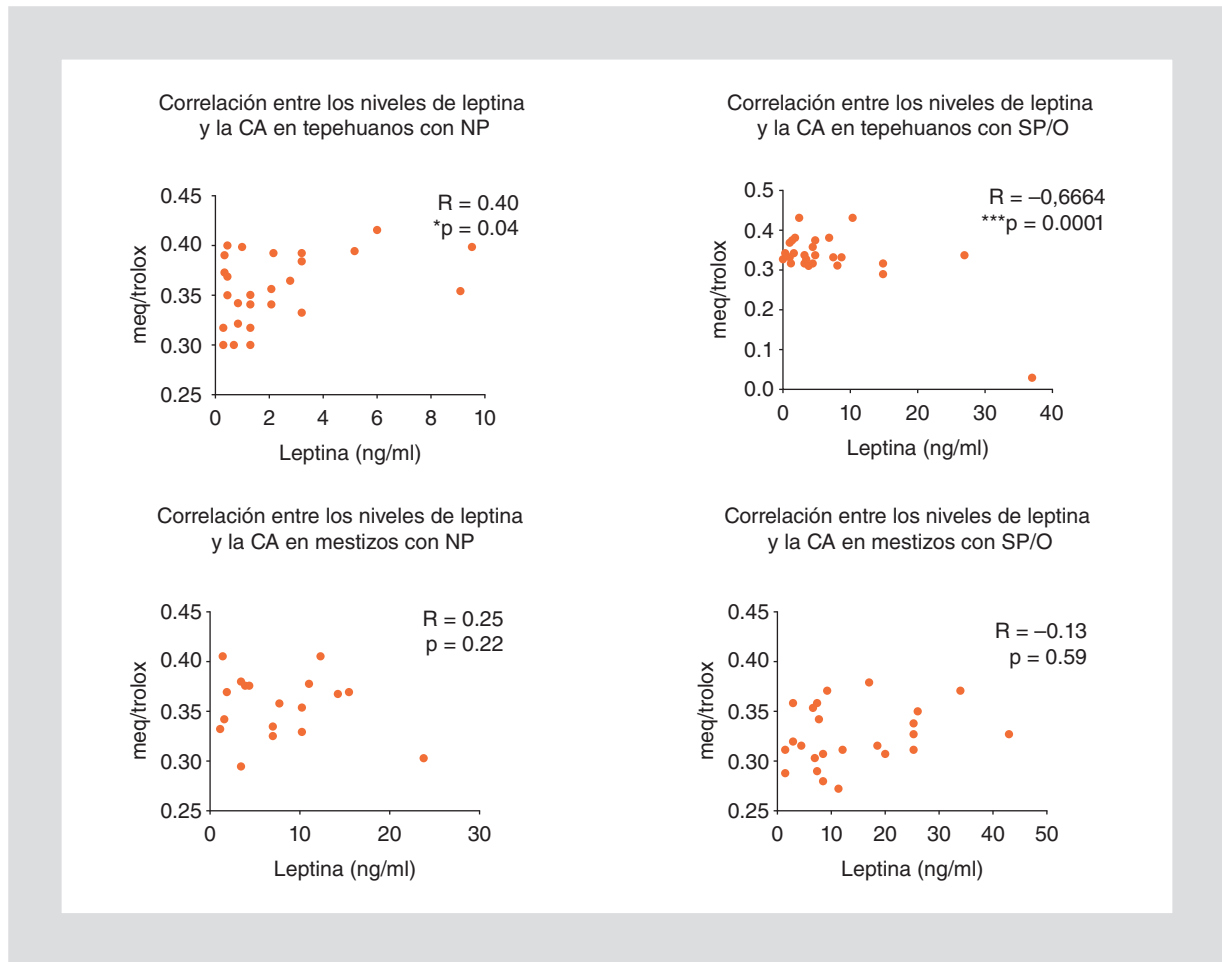 Correlación entre los niveles de leptina
y la CA en tepehuanos con NP
R = 0.40
*p = 0.04
0.45
0.40
0.35
0.30
0.25
meq/trolox
0 2 4 6 8 10
Leptina (ng/ml)
Correlación entre los niveles de leptina
y la CA en tepehuanos con SP/O
R = –0,6664
***p = 0.0001
0.5
0.4
0.3
0.2
0.1
0.0
meq/trolox
0 10 20 30 40
Leptina (ng/ml)
Correlación entre los niveles de leptina
y la CA en mestizos con NP
R = 0.25
p = 0.22
0.45
0.40
0.35
0.30
0.25
meq/trolox
0 10 20 30
Leptina (ng/ml)
Correlación entre los niveles de leptina
y la CA en mestizos con SP/O
R = –0.13
p = 0.59
0.45
0.40
0.35
0.30
0.25
meq/trolox
0 10 20 30 40 50
Leptina (ng/ml)